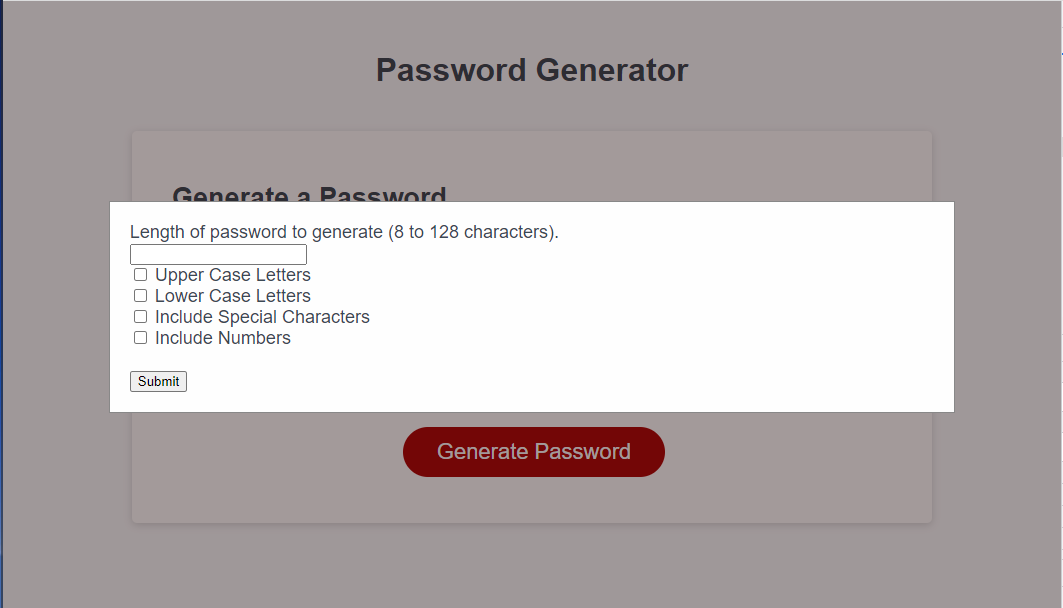 Password Generator
Generate a Password
Length of password to generate (8 to 128 characters).
Upper Case Letters
Lower Case Letters
Include Special Characters
Include Numbers
Submit
Generate Password